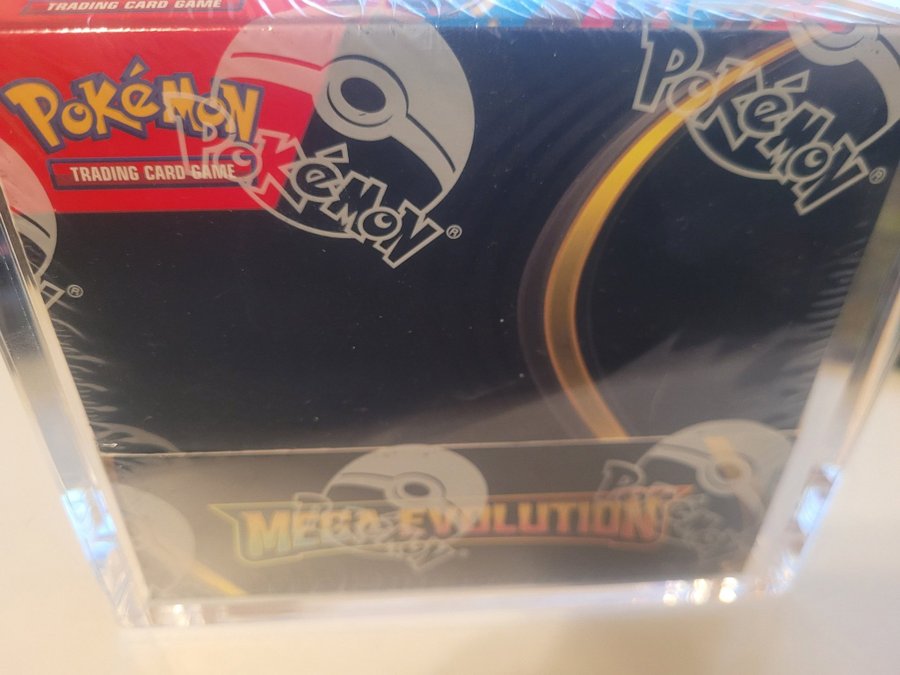 TRADING CARD GAME
POKéMON
TRADING CARD GAME
POKéMON®
POKéMON®
®
MEGA EVOLUTION
POKéMON